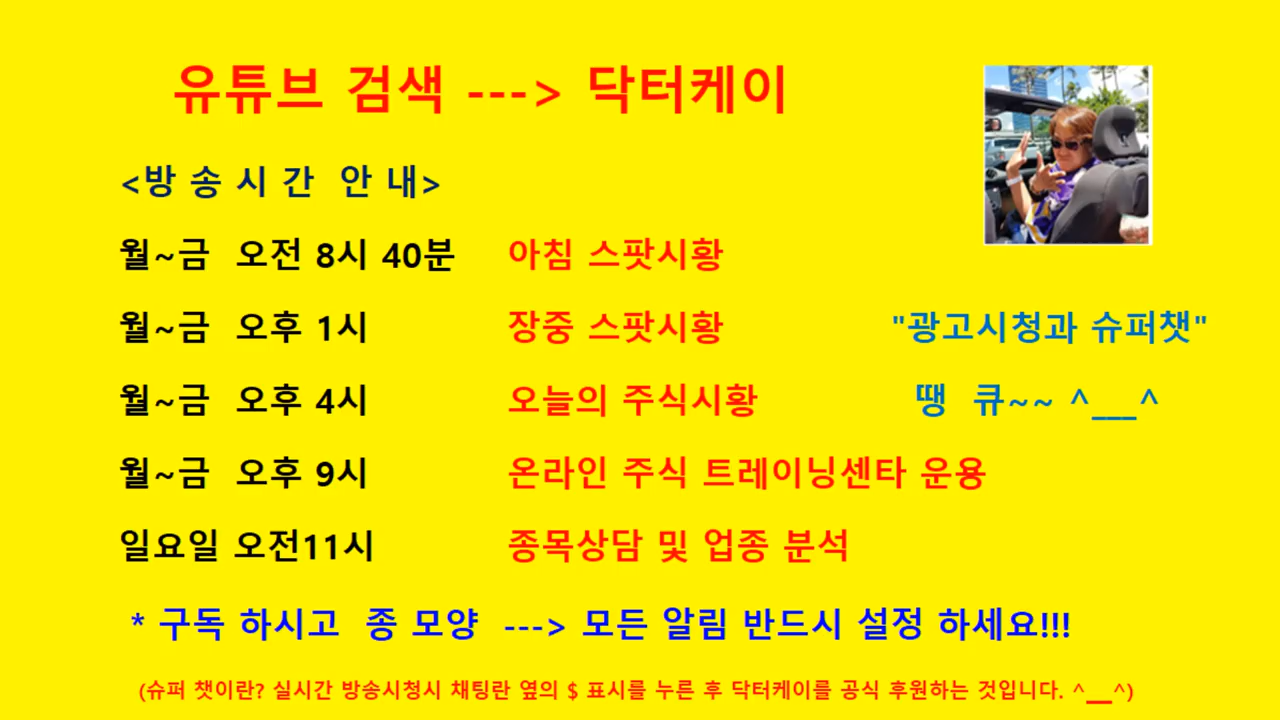 유튜브 검색 ---> 닥터케이
<방 송 시 간 안 내>
월~금 오전 8시 40분 아침 스팟시황
월~금 오후 1시 장중 스팟시황 "광고시청과 슈퍼챗"
월~금 오후 4시 오늘의 주식시황 땡 큐~~ ^___^
월~금 오후 9시 온라인 주식 트레이닝센타 운용
일요일 오전11시 종목상담 및 업종 분석
* 구독 하시고 종 모양 ---> 모든 알림 반드시 설정 하세요!!!
(슈퍼 챗이란? 실시간 방송시청시 채팅란 옆의 $ 표시를 누른 후 닥터케이를 공식 후원하는 것입니다. ^__^)